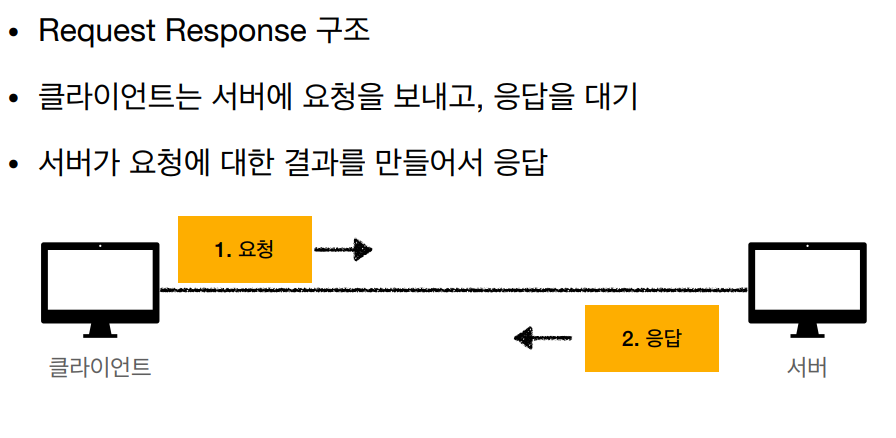 • Request Response 구조
• 클라이언트는 서버에 요청을 보내고, 응답을 대기
• 서버가 요청에 대한 결과를 만들어서 응답
1. 요청
2. 응답
클라이언트
서버